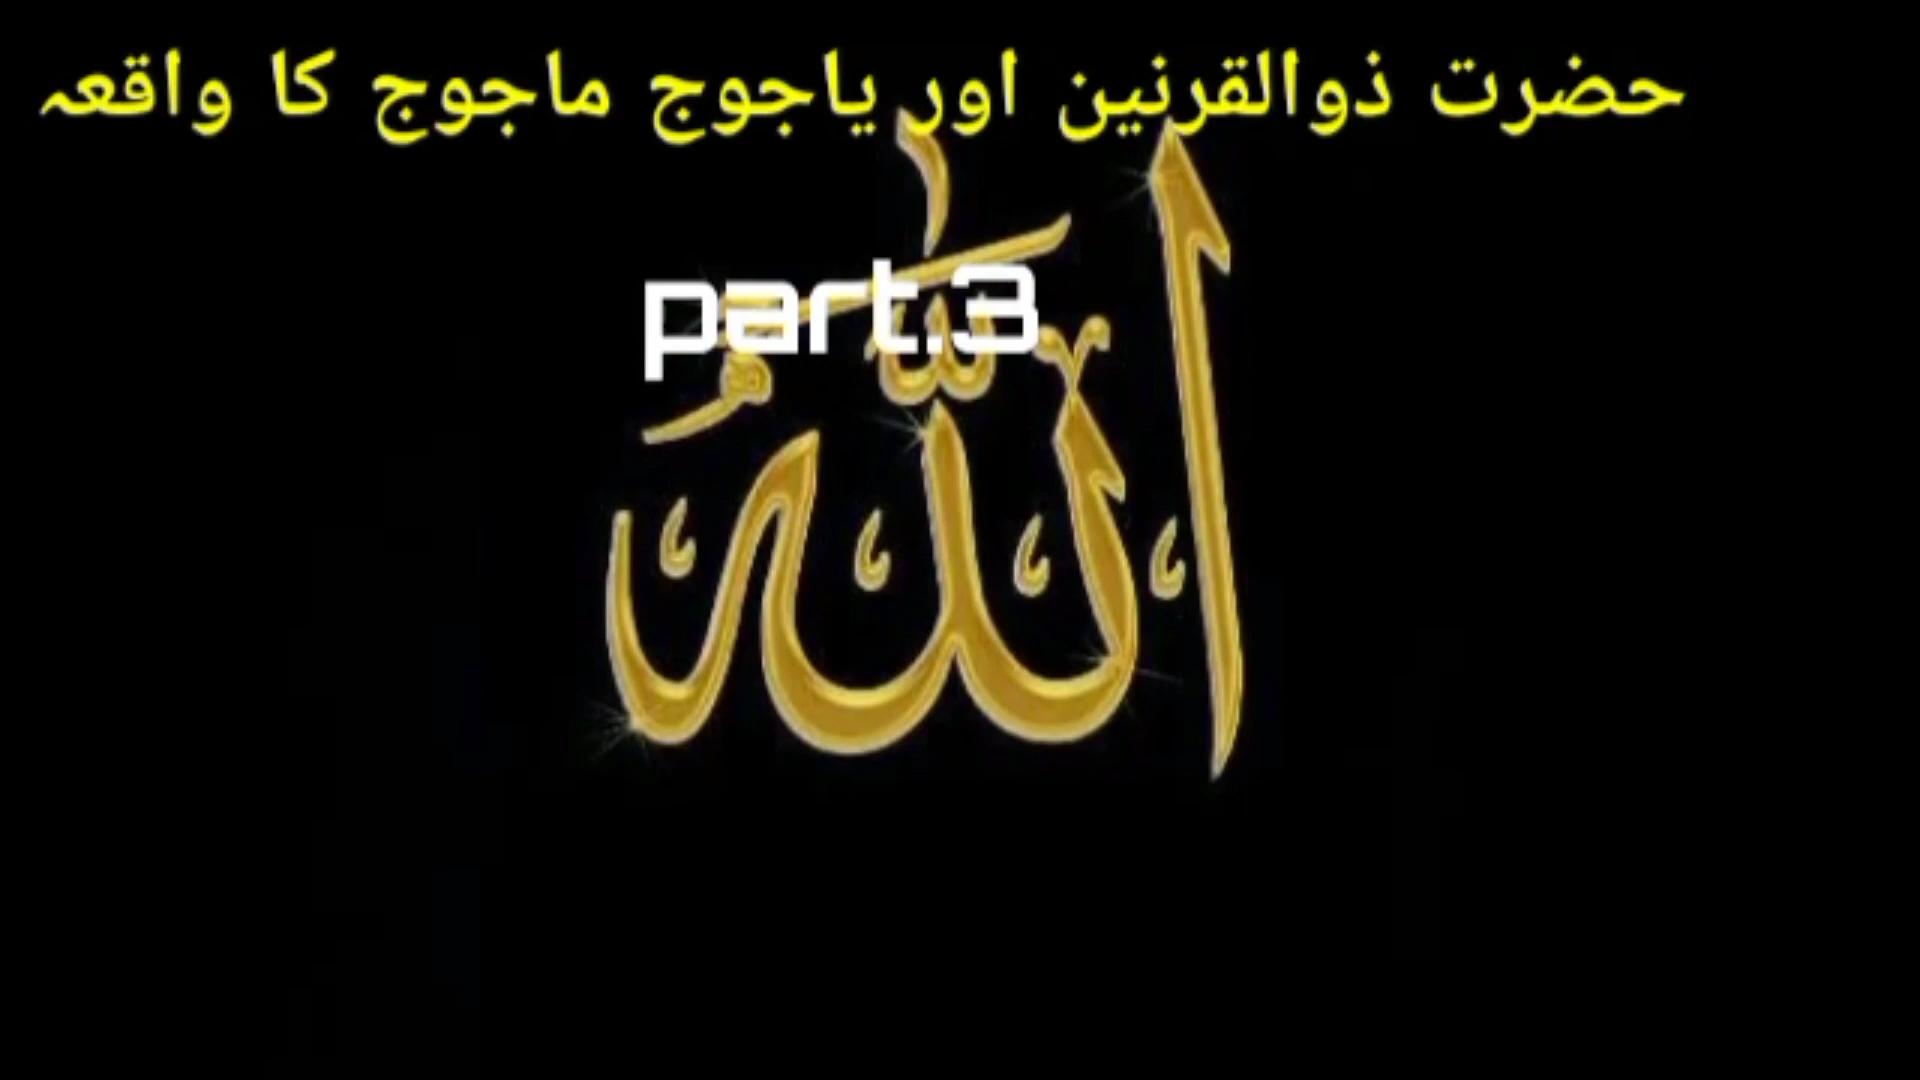 حضرت ذوالقرنین اور یاجوج ماجوج کا واقعہ
part.3
اللهُ